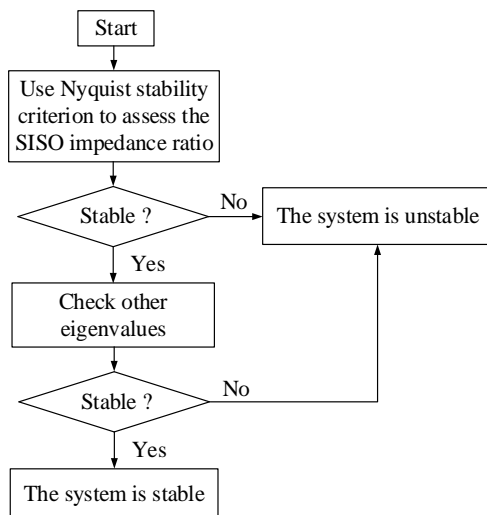 Start
Use Nyquist stability
criterion to assess the
SISO impedance ratio
Stable ?
No
The system is unstable
Yes
Check other
eigenvalues
Stable ?
No
Yes
The system is stable